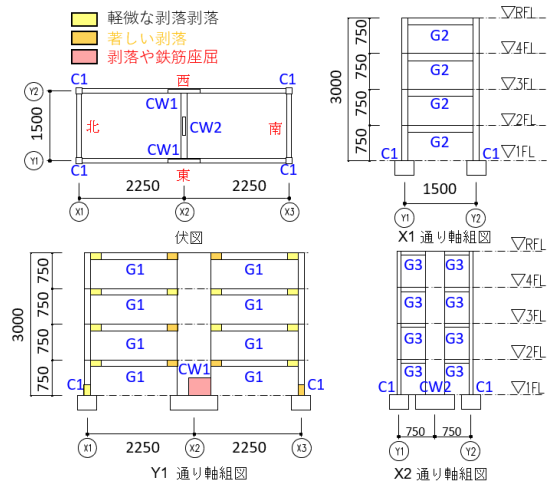 軽微な剥落剥落
著しい剥落
剥落や鉄筋座屈
C1 西 C1
Y2
CW1
1500 北 CW2 南
CW1
Y1
C1 東 C1
2250 2250
X1 X2 X3
伏図
▽RFL
G2
750
▽4FL
G2
750
▽3FL
3000
G2
750
▽2FL
G2
750
C1 C1 ▽1FL
1500
Y1 Y2
X1 通り軸組図
750 G1 G1
750 G1 G1
3000
750 G1 G1
750 G1 CW1 G1
C1 C1
X1 2250 X2 2250 X3
Y1 通り軸組図
▽RFL
G3 G3
▽4FL
G3 G3
▽3FL
G3 G3
▽2FL
G3 G3
C1 CW2 C1 ▽1FL
750 750
Y1 Y2
X2 通り軸組図